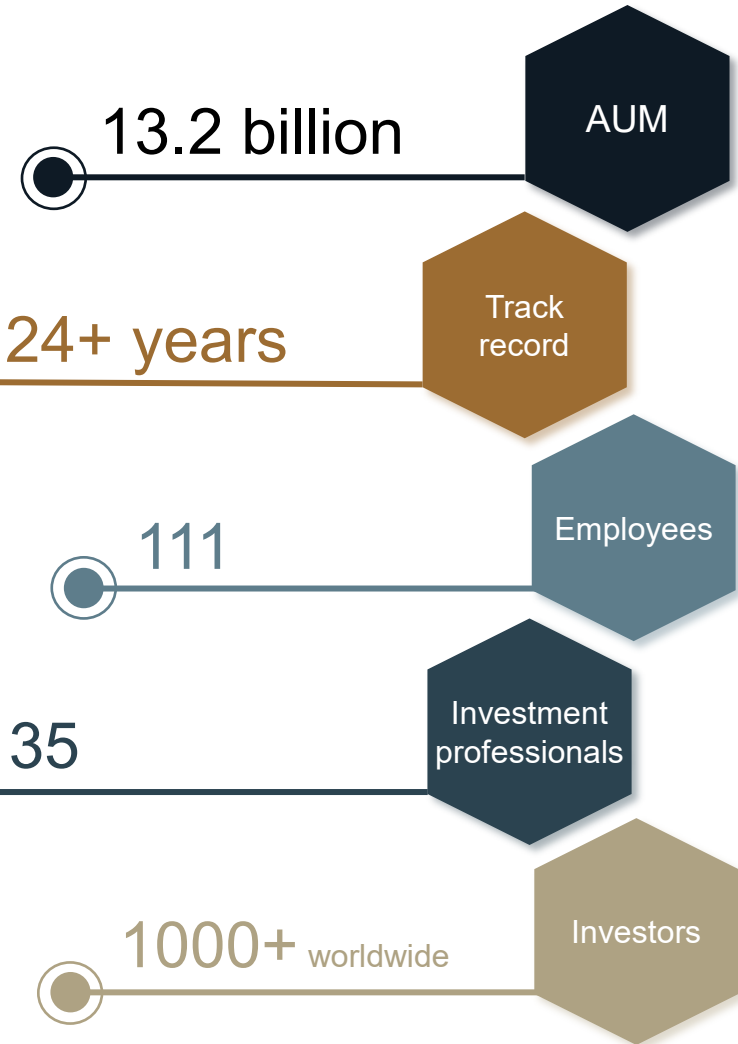 13.2 billion
AUM
24+ years
Track
record
111
Employees
35
Investment
professionals
1000+ worldwide
Investors